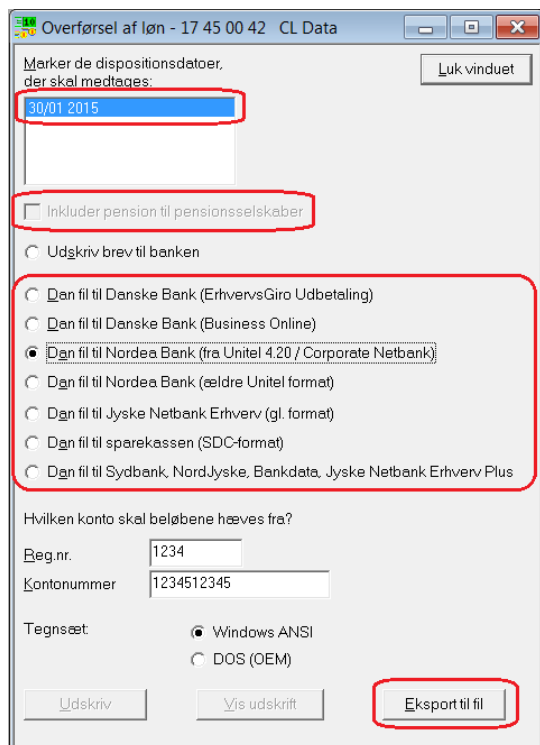 Overførsel af løn - 17 45 00 42 CL Data
Marker de dispositionsdatoer,
der skal medtages:
Luk vinduet
30/01 2015
Inkluder pension til pensionsselskaber
Udskriv brev til banken
Dan fil til Danske Bank (ErhvervsGiro Udbetaling)
Dan fil til Danske Bank (Business Online)
Dan fil til Nordea Bank (fra Unitel 4.20 / Corporate Netbank)
Dan fil til Nordea Bank (ældre Unitel format)
Dan fil til Jyske Netbank Erhverv (gl. format)
Dan fil til sparekassen (SDC-format)
Dan fil til Sydbank, NordJyske, Bankdata, Jyske Netbank Erhverv Plus
Hvilken konto skal beløbene hæves fra?
Reg.nr. 1234
Kontonummer 1234512345
Tegnsæt: Windows ANSI
DOS (OEM)
Udskriv Vis udskrift Eksport til fil